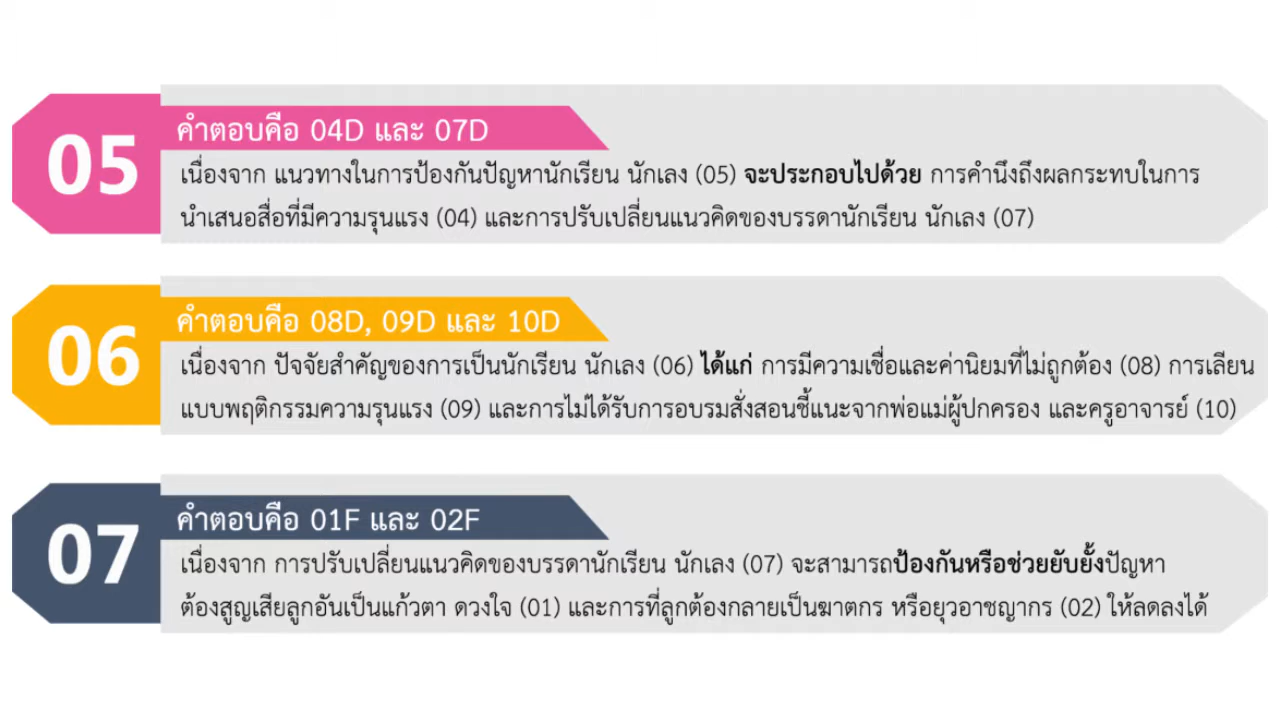 05
คำตอบคือ 04D และ 07D
เนื่องจาก แนวทางในการป้องกันปัญหานักเรียน นักเลง (05) จะประกอบไปด้วย การคำนึงถึงผลกระทบในการ
นำเสนอสื่อที่มีความรุนแรง (04) และการปรับเปลี่ยนแนวคิดของบรรดานักเรียน นักเลง (07)
06
คำตอบคือ 08D, 09D และ 10D
เนื่องจาก ปัจจัยสำคัญของการเป็นนักเรียน นักเลง (06) ได้แก่ การมีความเชื่อและค่านิยมที่ไม่ถูกต้อง (08) การเลียน
แบบพฤติกรรมความรุนแรง (09) และการไม่ได้รับการอบรมสั่งสอนชี้แนะจากพ่อแม่ผู้ปกครอง และครูอาจารย์ (10)
07
คำตอบคือ 01F และ 02F
เนื่องจาก การปรับเปลี่ยนแนวคิดของบรรดานักเรียน นักเลง (07) จะสามารถป้องกันหรือช่วยยับยั้งปัญหา
ต้องสูญเสียลูกอันเป็นแก้วตา ดวงใจ (01) และการที่ลูกต้องกลายเป็นฆาตกร หรือยุวอาชญากร (02) ให้ลดลงได้